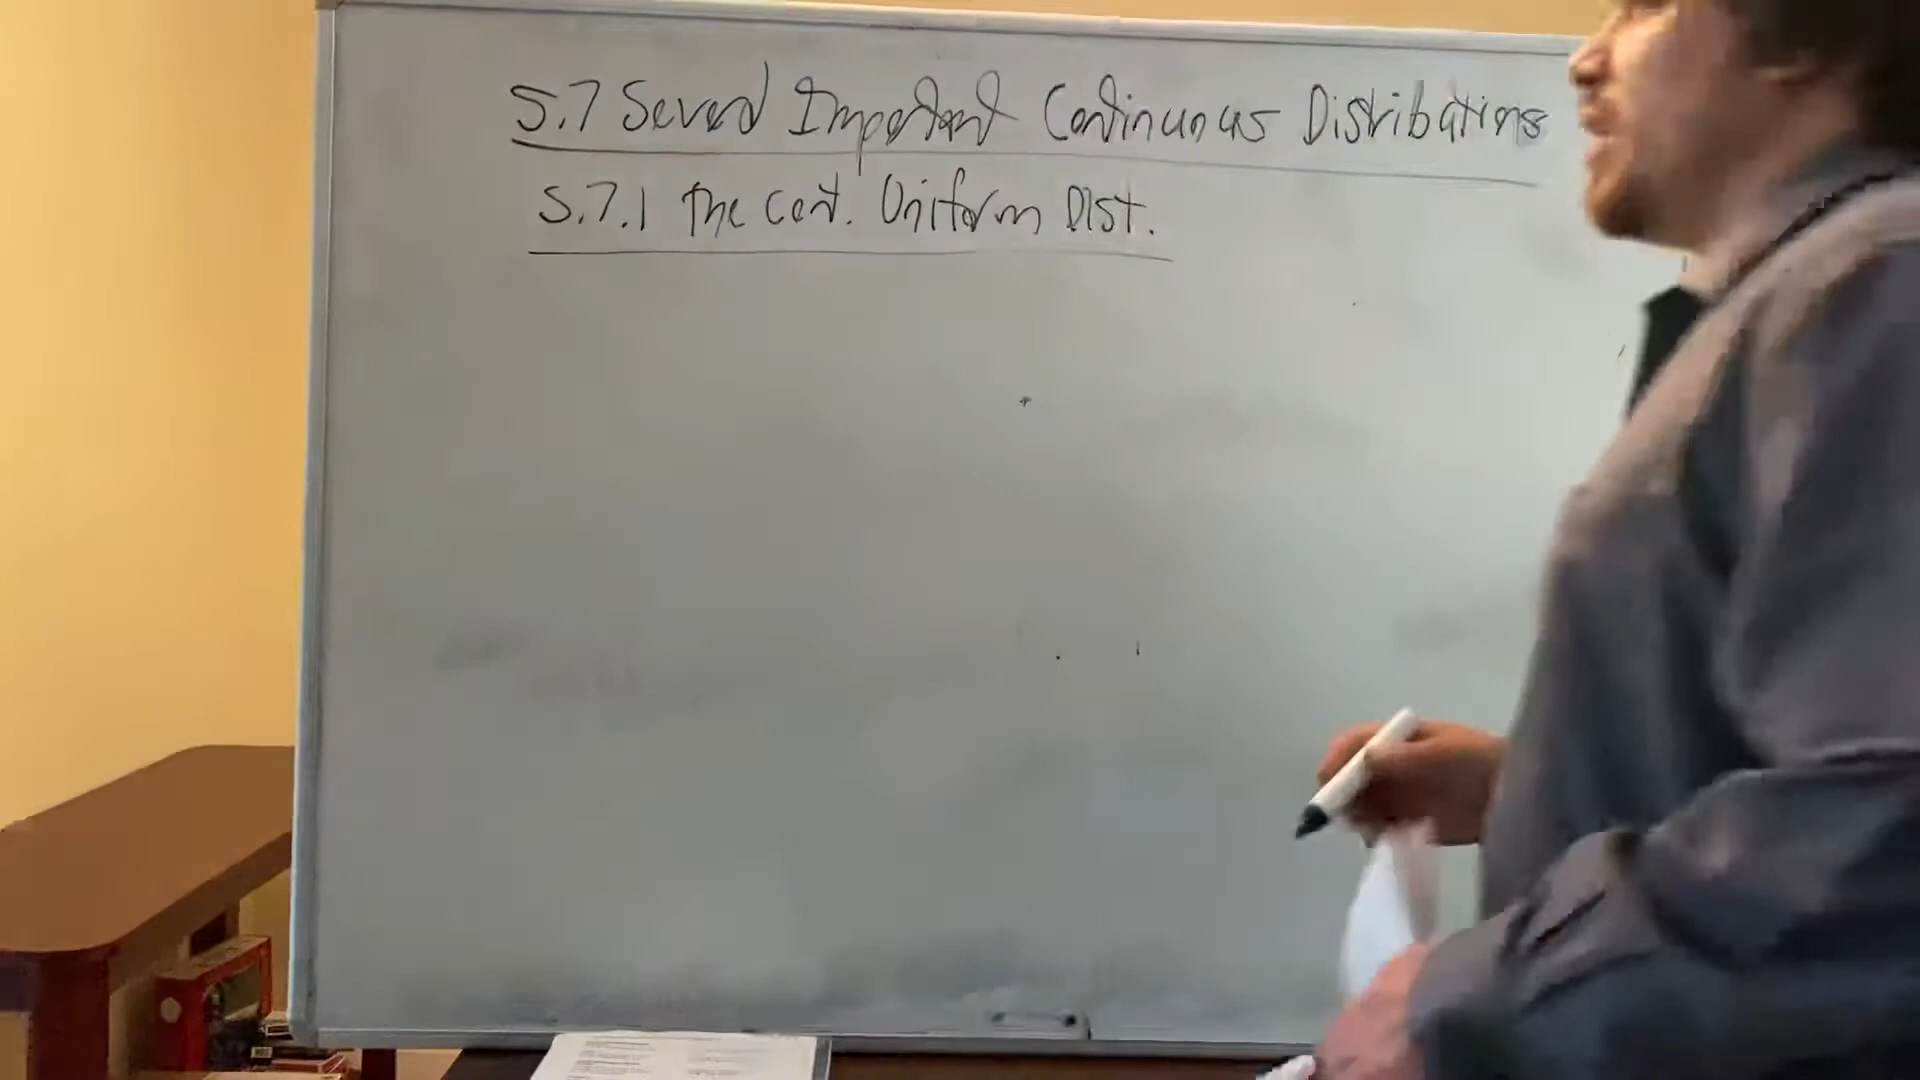 5.7 Several Important Continuous Distributions
5.7.1 The Cont. Uniform Dist.